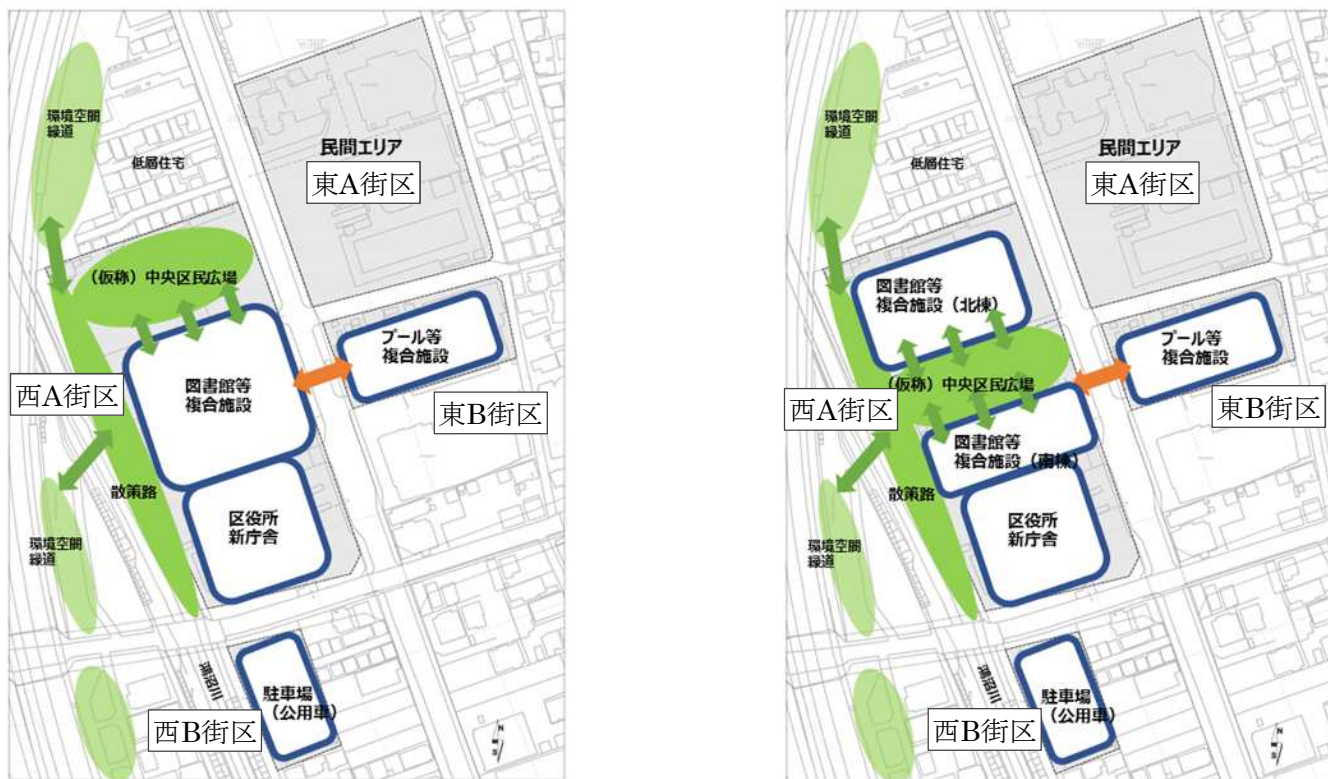 環境空間
緑道
低層住宅
民間エリア
東A街区
(仮称)中央区民広場
プール等
複合施設
図書館等
複合施設
西A街区
東B街区
散策路
区役所
新庁舎
環境空間
緑道
鴻沼川
駐車場
(公用車)
西B街区
N
S
環境空間
緑道
低層住宅
民間エリア
東A街区
図書館等
複合施設(北棟)
プール等
複合施設
(仮称)中央区民広場
西A街区
東B街区
図書館等
複合施設(南棟)
散策路
区役所
新庁舎
環境空間
緑道
鴻沼川
駐車場
(公用車)
西B街区
N
S